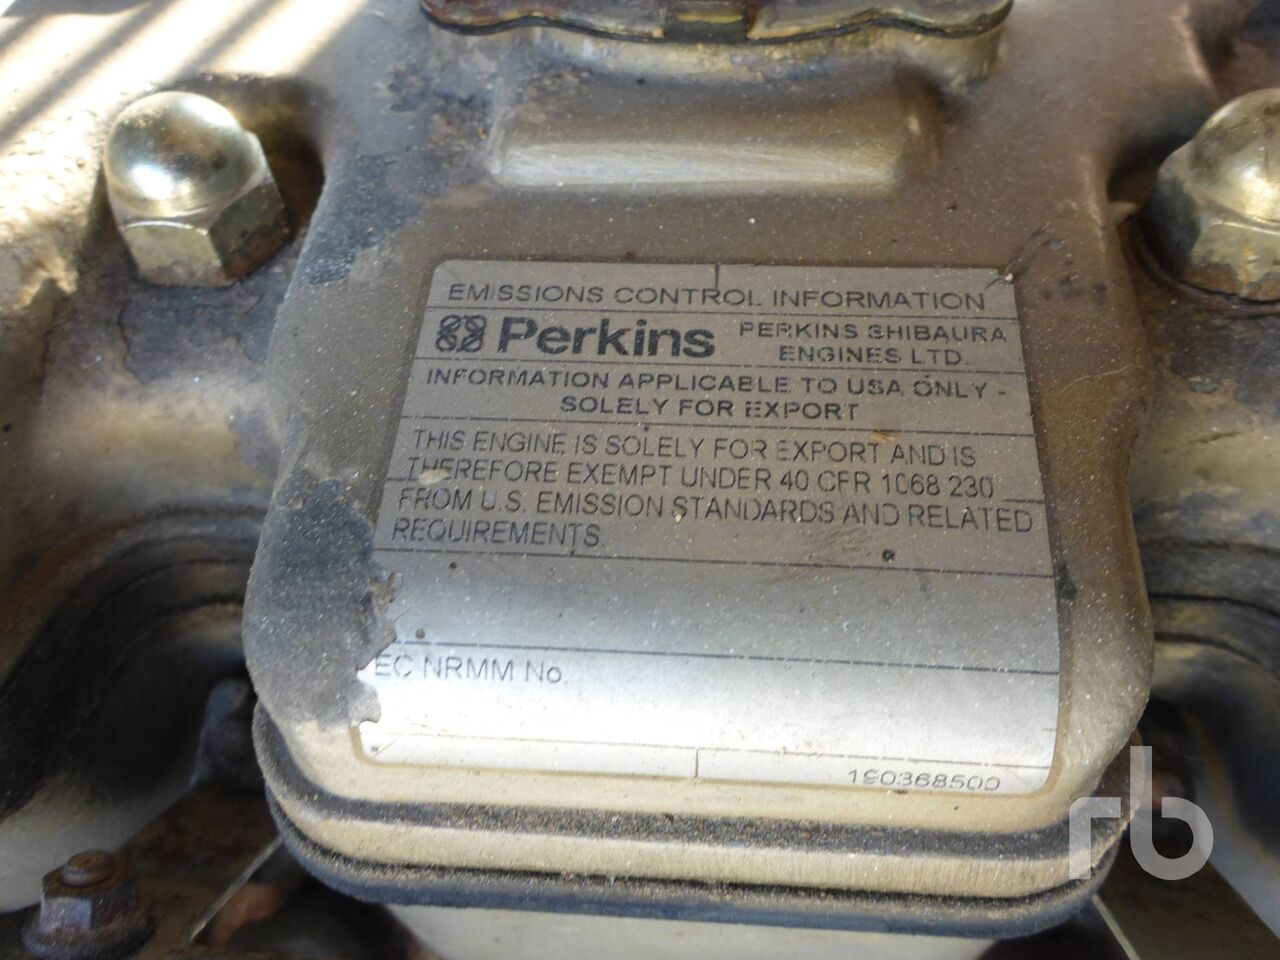 EMISSIONS CONTROL INFORMATION
Perkins
PERKINS SHIBAURA
ENGINES LTD.
INFORMATION APPLICABLE TO USA ONLY -
SOLELY FOR EXPORT
THIS ENGINE IS SOLELY FOR EXPORT AND IS
THEREFORE EXEMPT UNDER 40 CFR 1068.230
FROM U.S. EMISSION STANDARDS AND RELATED
REQUIREMENTS.
EC NRMM No.
190368500
rb